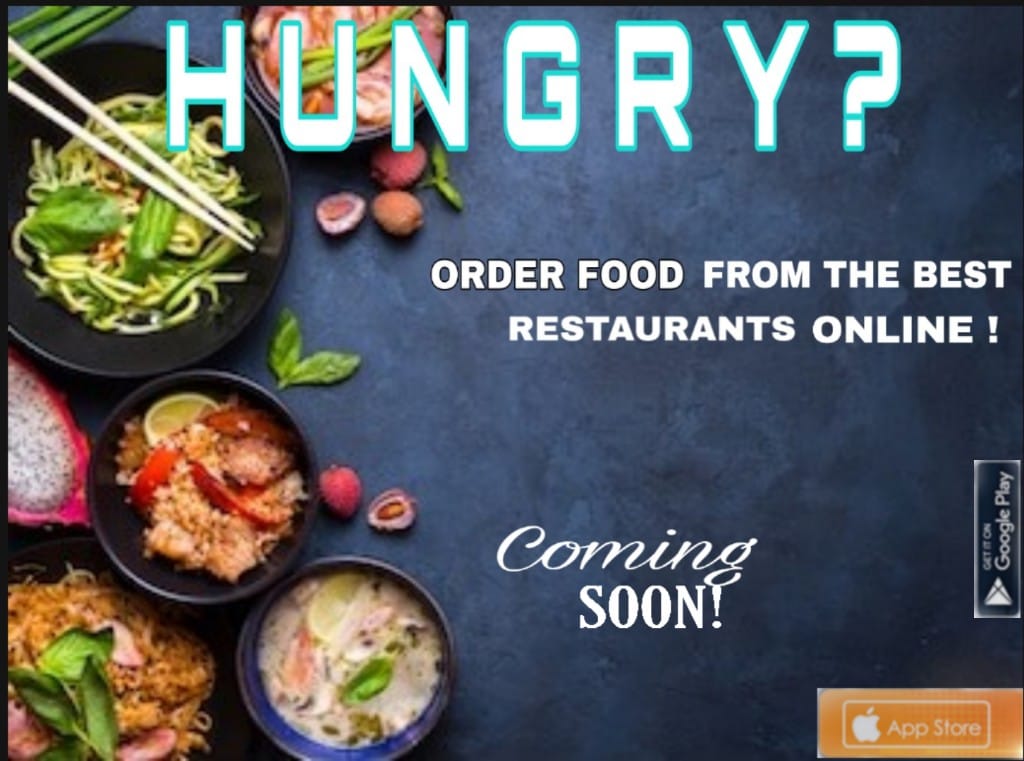 HUNGRY?
ORDER FOOD FROM THE BEST
RESTAURANTS ONLINE !
GET IT ON
Google Play
Coming
SOON!
App Store